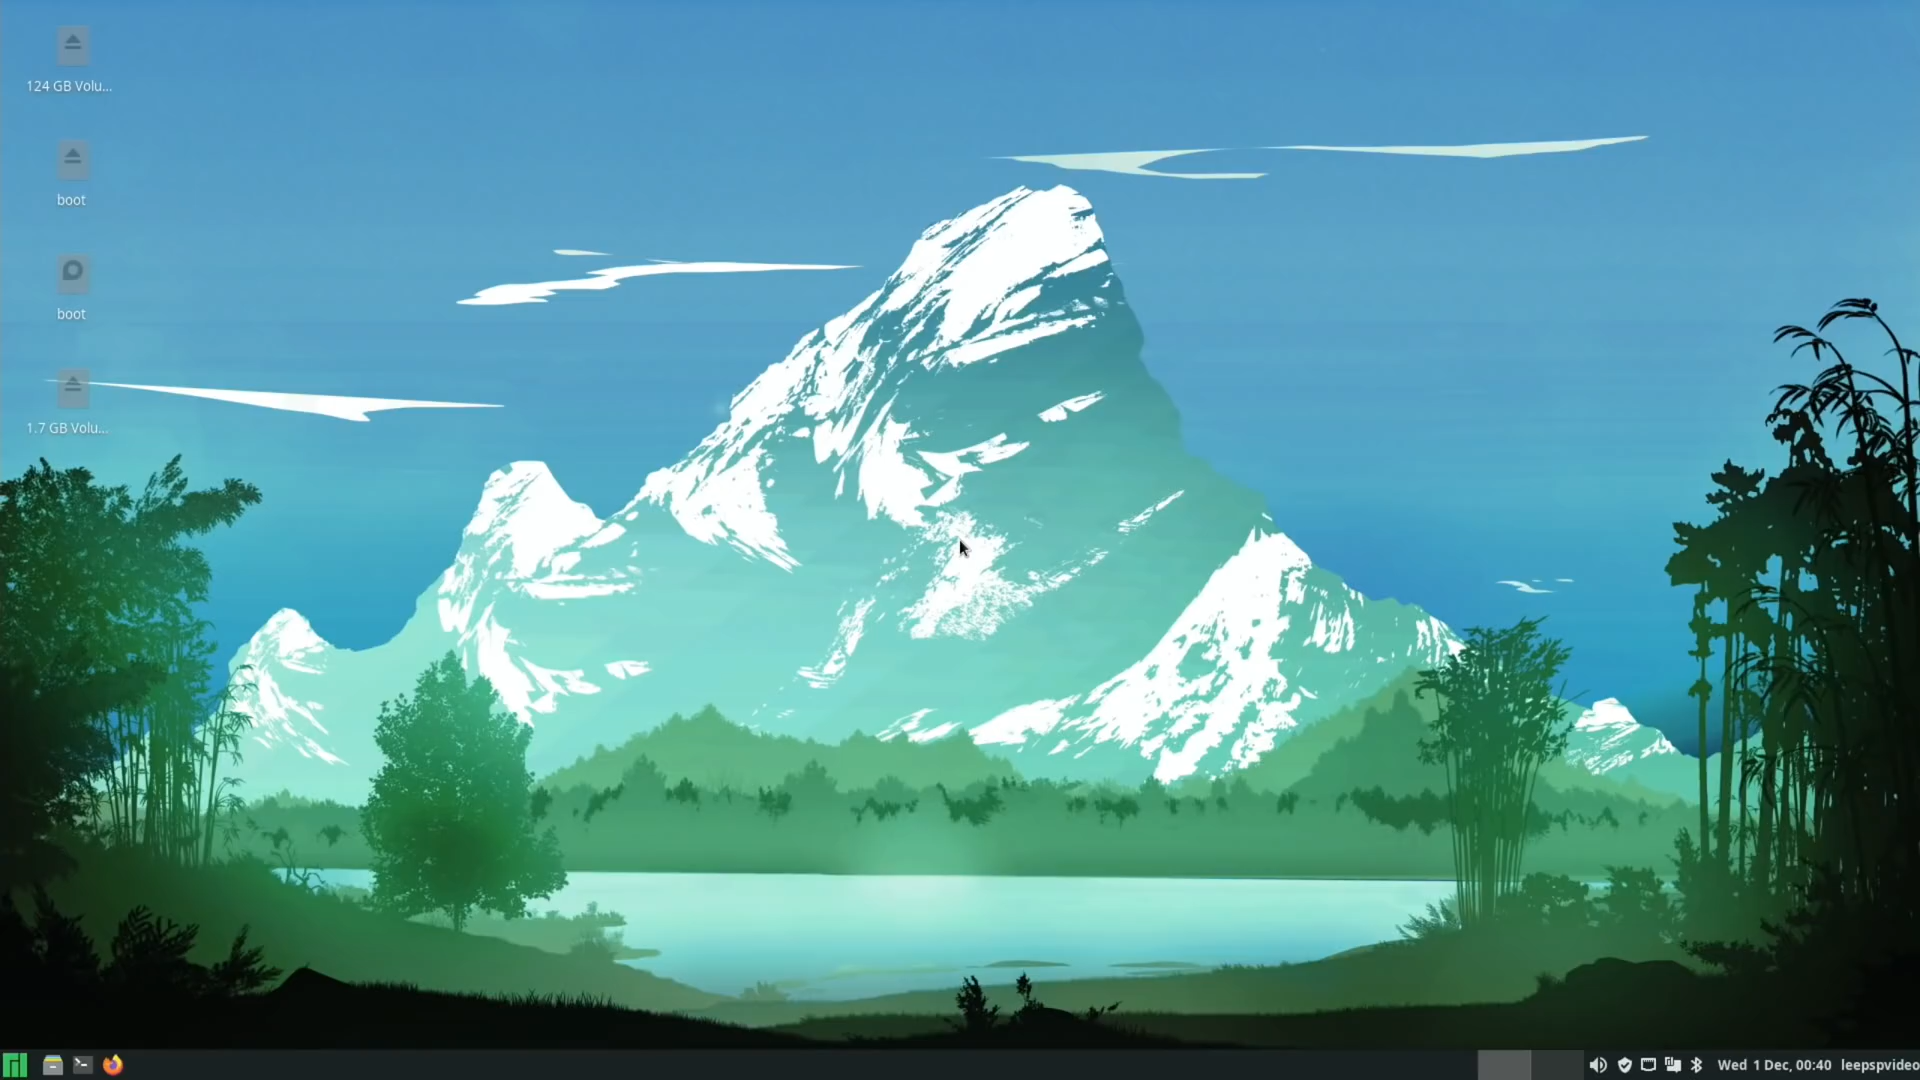 124 GB Volu...
boot
boot
1.7 GB Volu...
Wed 1 Dec, 00:40 leepspvideo